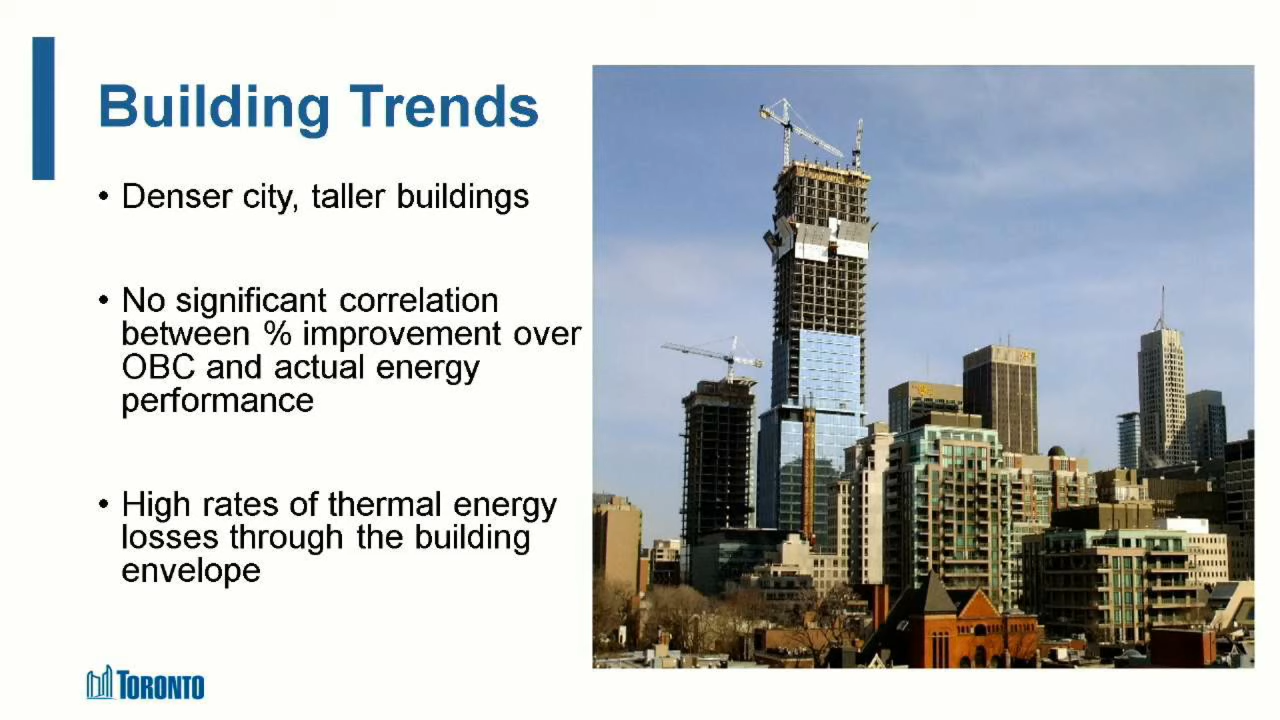 Building Trends
• Denser city, taller buildings
• No significant correlation
between % improvement over
OBC and actual energy
performance
• High rates of thermal energy
losses through the building
envelope
TORONTO